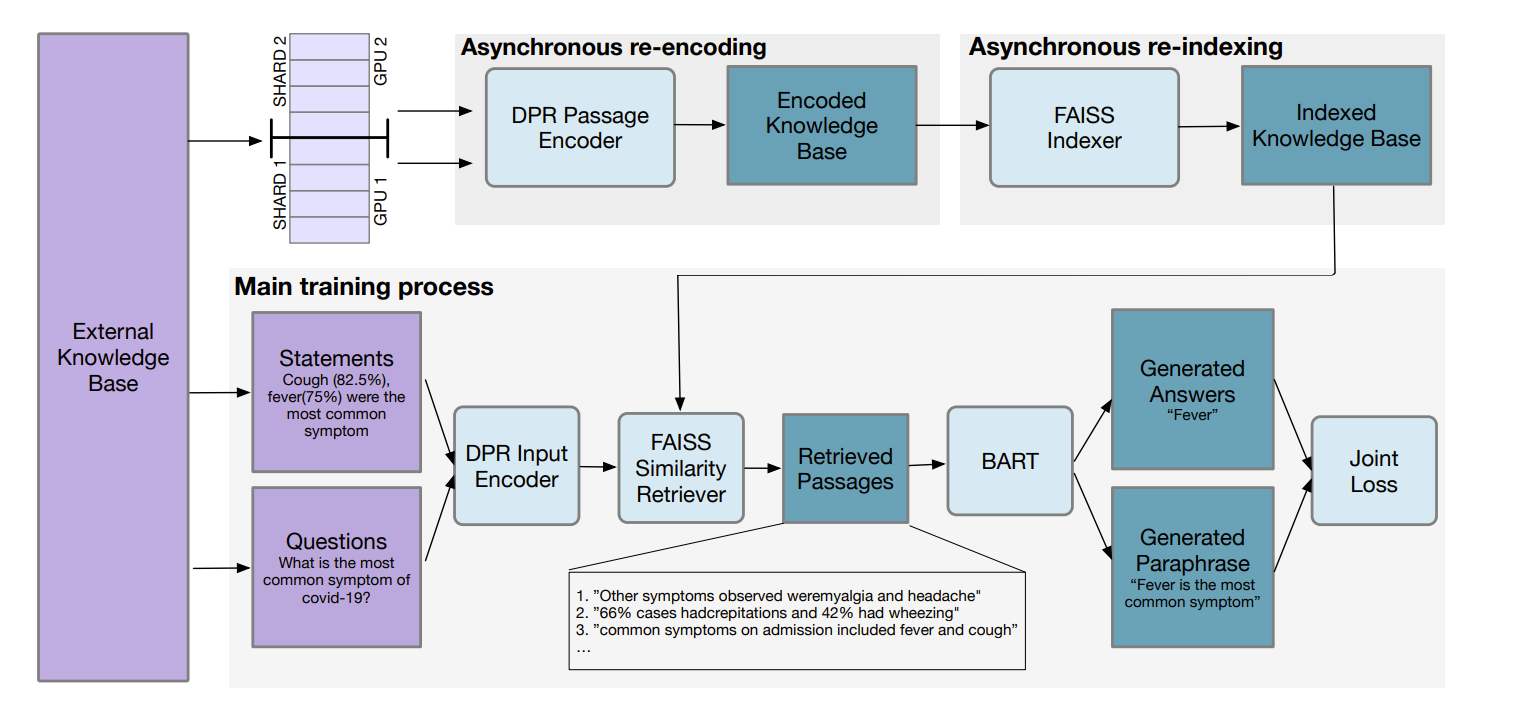 SHARD 2
GPU 2
SHARD 1
GPU 1
Asynchronous re-encoding
DPR Passage
Encoder
Encoded
Knowledge
Base
Asynchronous re-indexing
FAISS
Indexer
Indexed
Knowledge Base
External
Knowledge
Base
Main training process
Statements
Cough (82.5%),
fever(75%) were the
most common
symptom
Questions
What is the most
common symptom of
covid-19?
DPR Input
Encoder
FAISS
Similarity
Retriever
Retrieved
Passages
1. ”Other symptoms observed weremyalgia and headache"
2. ”66% cases hadcrepitations and 42% had wheezing"
3. ”common symptoms on admission included fever and cough”
...
BART
Generated
Answers
“Fever”
Generated
Paraphrase
“Fever is the most
common symptom”
Joint
Loss